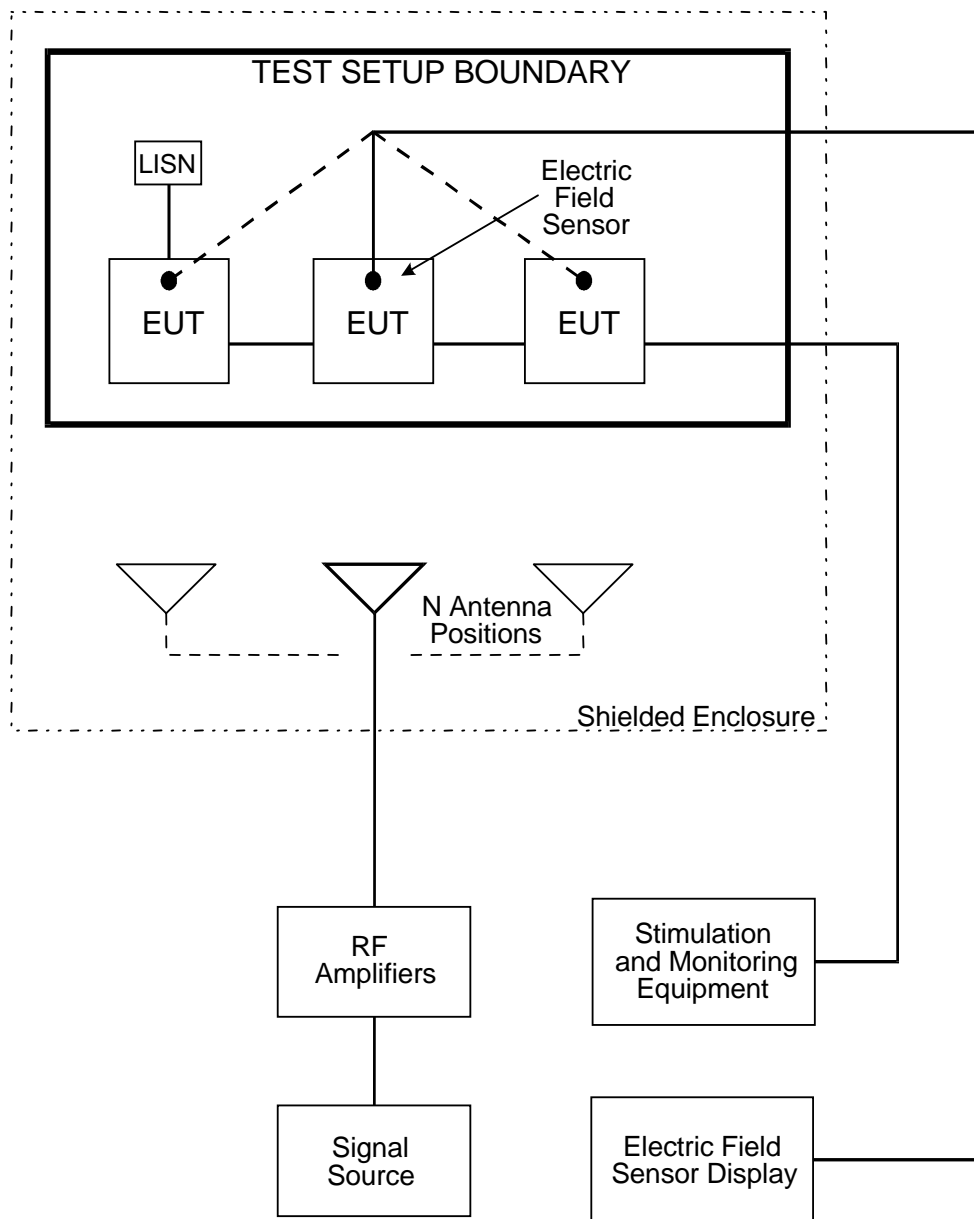 TEST SETUP BOUNDARY
LISN
Electric
Field
Sensor
EUT
EUT
EUT
N Antenna
Positions
Shielded Enclosure
RF
Amplifiers
Stimulation
and Monitoring
Equipment
Signal
Source
Electric Field
Sensor Display